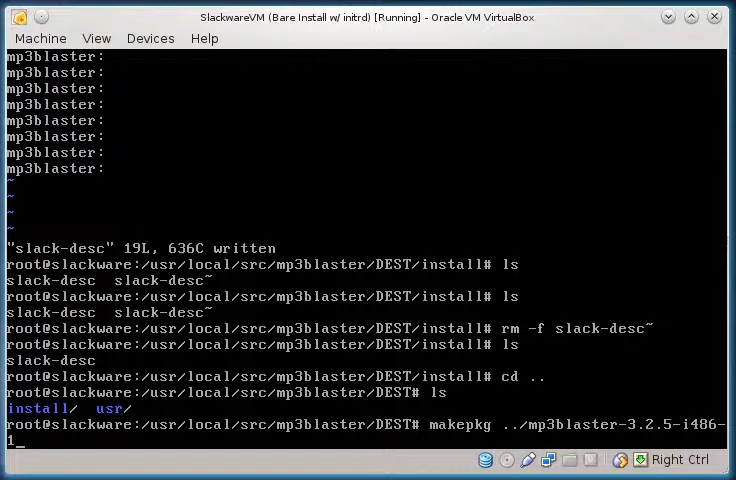 SlackwareVM (Bare Install w/ initrd) [Running] - Oracle VM VirtualBox
Machine View Devices Help
mp3blaster:
mp3blaster:
mp3blaster:
mp3blaster:
mp3blaster:
mp3blaster:
mp3blaster:
mp3blaster:
~
~
~
~
"slack-desc" 19L, 636C written
root@slackware:/usr/local/src/mp3blaster/DEST/install# ls
slack-desc  slack-desc~
root@slackware:/usr/local/src/mp3blaster/DEST/install# ls
slack-desc  slack-desc~
root@slackware:/usr/local/src/mp3blaster/DEST/install# rm -f slack-desc~
root@slackware:/usr/local/src/mp3blaster/DEST/install# ls
slack-desc
root@slackware:/usr/local/src/mp3blaster/DEST/install# cd ..
root@slackware:/usr/local/src/mp3blaster/DEST# ls
install/  usr/
root@slackware:/usr/local/src/mp3blaster/DEST# makepkg ../mp3blaster-3.2.5-i486-
1_
Right Ctrl